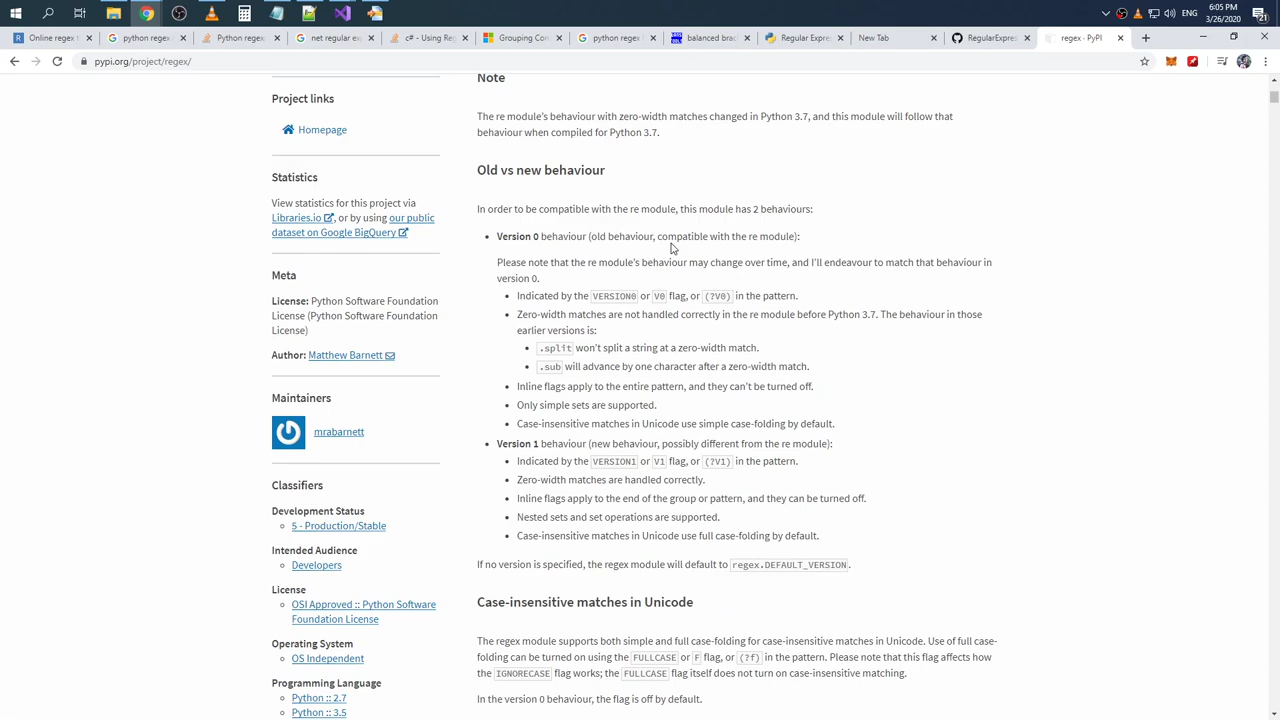 6:05 PM
ENG
3/26/2020
21
Online regex t
python regex
Python regex
net regular ex
c# - Using Re
Grouping Con
python regex
balanced brac
Regular Expre
New Tab
RegularExpres
regex · PyPI
pypi.org/project/regex/
Project links
Homepage
Statistics
View statistics for this project via
Libraries.io, or by using our public
dataset on Google BigQuery
Meta
License: Python Software Foundation
License (Python Software Foundation
License)
Author: Matthew Barnett
Maintainers
mrabarnett
Classifiers
Development Status
5 - Production/Stable
Intended Audience
Developers
License
OSI Approved :: Python Software
Foundation License
Operating System
OS Independent
Programming Language
Python :: 2.7
Python :: 3.5
Note
The re module's behaviour with zero-width matches changed in Python 3.7, and this module will follow that
behaviour when compiled for Python 3.7.
Old vs new behaviour
In order to be compatible with the re module, this module has 2 behaviours:
Version 0 behaviour (old behaviour, compatible with the re module):
Please note that the re module's behaviour may change over time, and I'll endeavour to match that behaviour in
version 0.
Indicated by the VERSION0 or V0 flag, or (?V0) in the pattern.
Zero-width matches are not handled correctly in the re module before Python 3.7. The behaviour in those
earlier versions is:
.split won't split a string at a zero-width match.
.sub will advance by one character after a zero-width match.
Inline flags apply to the entire pattern, and they can't be turned off.
Only simple sets are supported.
Case-insensitive matches in Unicode use simple case-folding by default.
Version 1 behaviour (new behaviour, possibly different from the re module):
Indicated by the VERSION1 or V1 flag, or (?V1) in the pattern.
Zero-width matches are handled correctly.
Inline flags apply to the end of the group or pattern, and they can be turned off.
Nested sets and set operations are supported.
Case-insensitive matches in Unicode use full case-folding by default.
If no version is specified, the regex module will default to regex.DEFAULT_VERSION.
Case-insensitive matches in Unicode
The regex module supports both simple and full case-folding for case-insensitive matches in Unicode. Use of full case-
folding can be turned on using the FULLCASE or F flag, or (?f) in the pattern. Please note that this flag affects how
the IGNORECASE flag works; the FULLCASE flag itself does not turn on case-insensitive matching.
In the version 0 behaviour, the flag is off by default.